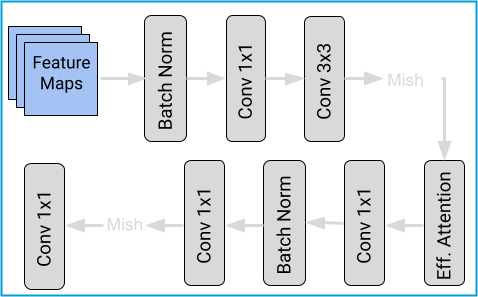 Feature
Maps
Batch Norm
Conv 1x1
Conv 3x3
Mish
Eff. Attention
Conv 1x1
Batch Norm
Conv 1x1
Mish
Conv 1x1